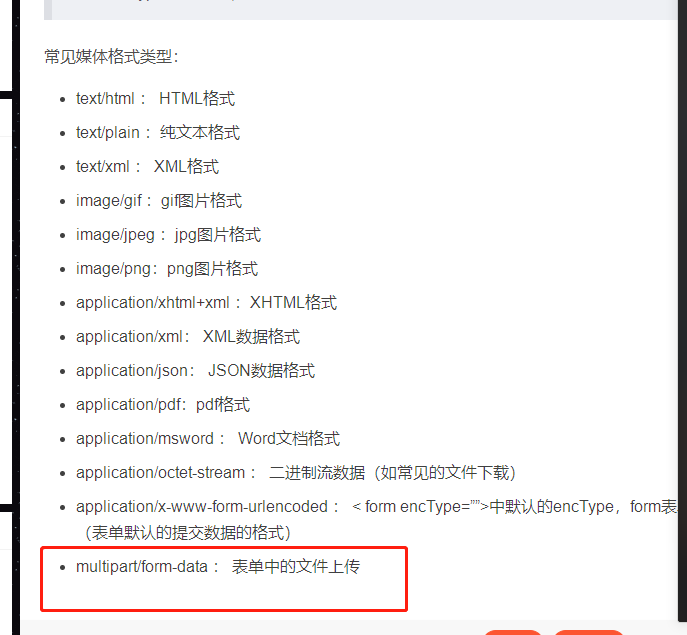 常见媒体格式类型：
text/html ： HTML格式
text/plain ：纯文本格式
text/xml ： XML格式
image/gif ：gif图片格式
image/jpeg ：jpg图片格式
image/png：png图片格式
application/xhtml+xml ：XHTML格式
application/xml： XML数据格式
application/json： JSON数据格式
application/pdf：pdf格式
application/msword ： Word文档格式
application/octet-stream ： 二进制流数据（如常见的文件下载）
application/x-www-form-urlencoded ： < form encType=””>中默认的encType，form表
（表单默认的提交数据的格式）
multipart/form-data ： 表单中的文件上传